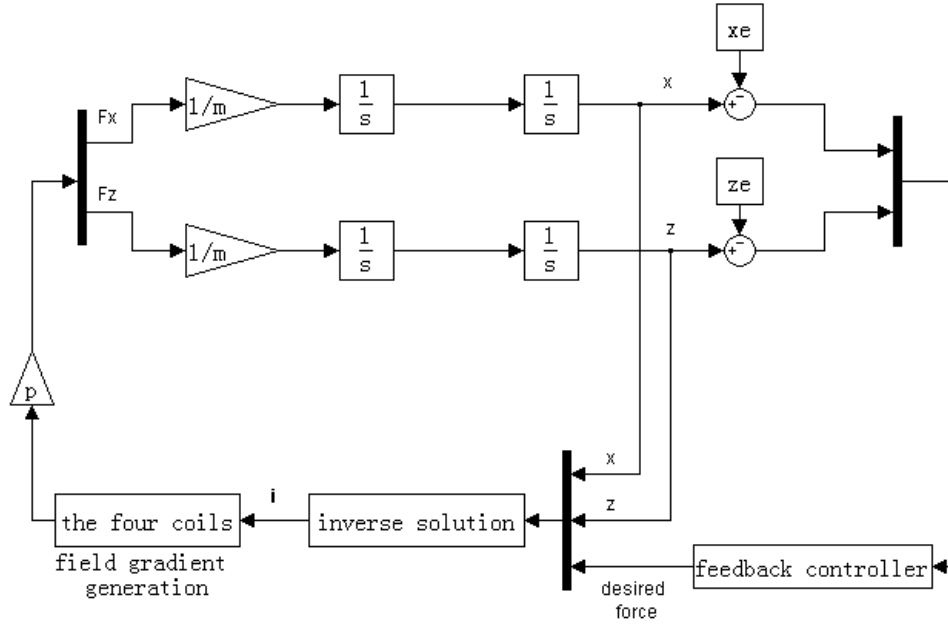 xe
Fx
1/m
1
s
1
s
x
+
-
Fz
1/m
1
s
1
s
z
ze
+
-
p
x
z
i
the four coils
inverse solution
feedback controller
field gradient
generation
desired
force